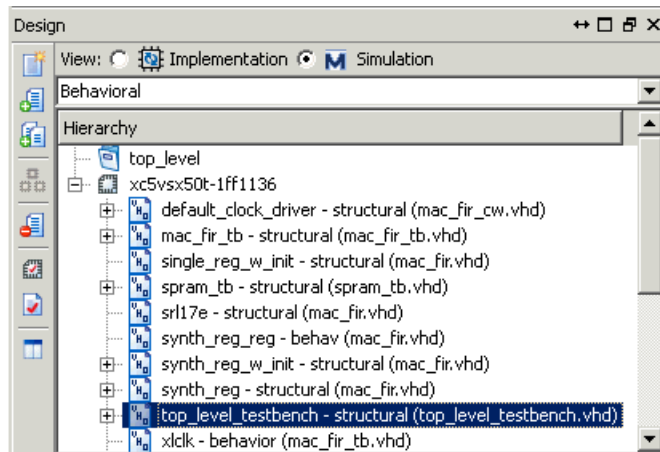 Design
View: Implementation Simulation
Behavioral
Hierarchy
top_level
xc5vsx50t-1ff1136
default_clock_driver - structural (mac_fir_cw.vhd)
mac_fir_tb - structural (mac_fir_tb.vhd)
single_reg_w_init - structural (mac_fir.vhd)
spram_tb - structural (spram_tb.vhd)
srl17e - structural (mac_fir.vhd)
synth_reg_reg - behav (mac_fir.vhd)
synth_reg_w_init - structural (mac_fir.vhd)
synth_reg - structural (mac_fir.vhd)
top_level_testbench - structural (top_level_testbench.vhd)
xlclk - behavior (mac_fir_tb.vhd)